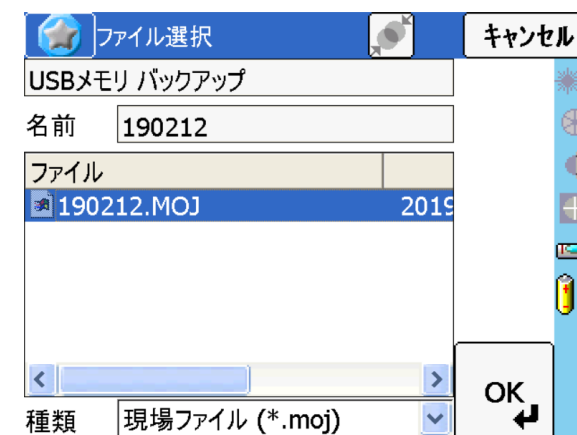 ファイル選択
キャンセル
USBメモリ バックアップ
名前 190212
ファイル
190212.MOJ 2019
種類 現場ファイル (*.moj)
OK